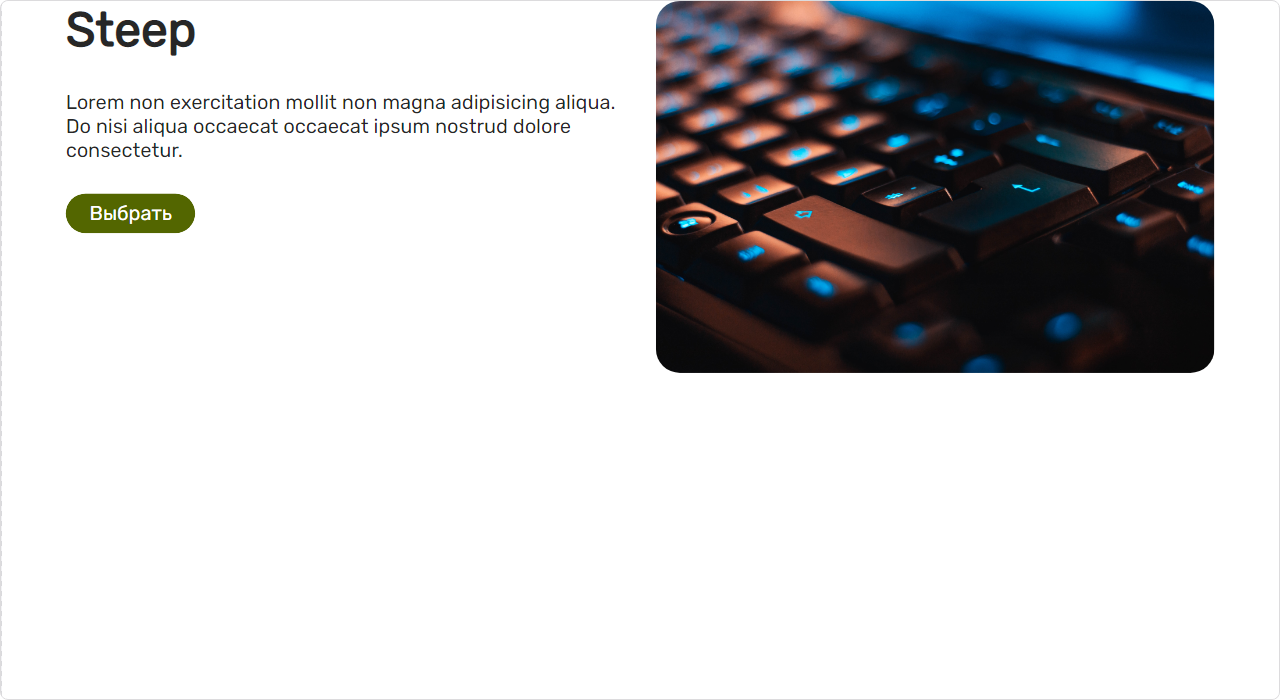 Steep
Lorem non exercitation mollit non magna adipisicing aliqua.
Do nisi aliqua occaecat occaecat ipsum nostrud dolore
consectetur.
Выбрать